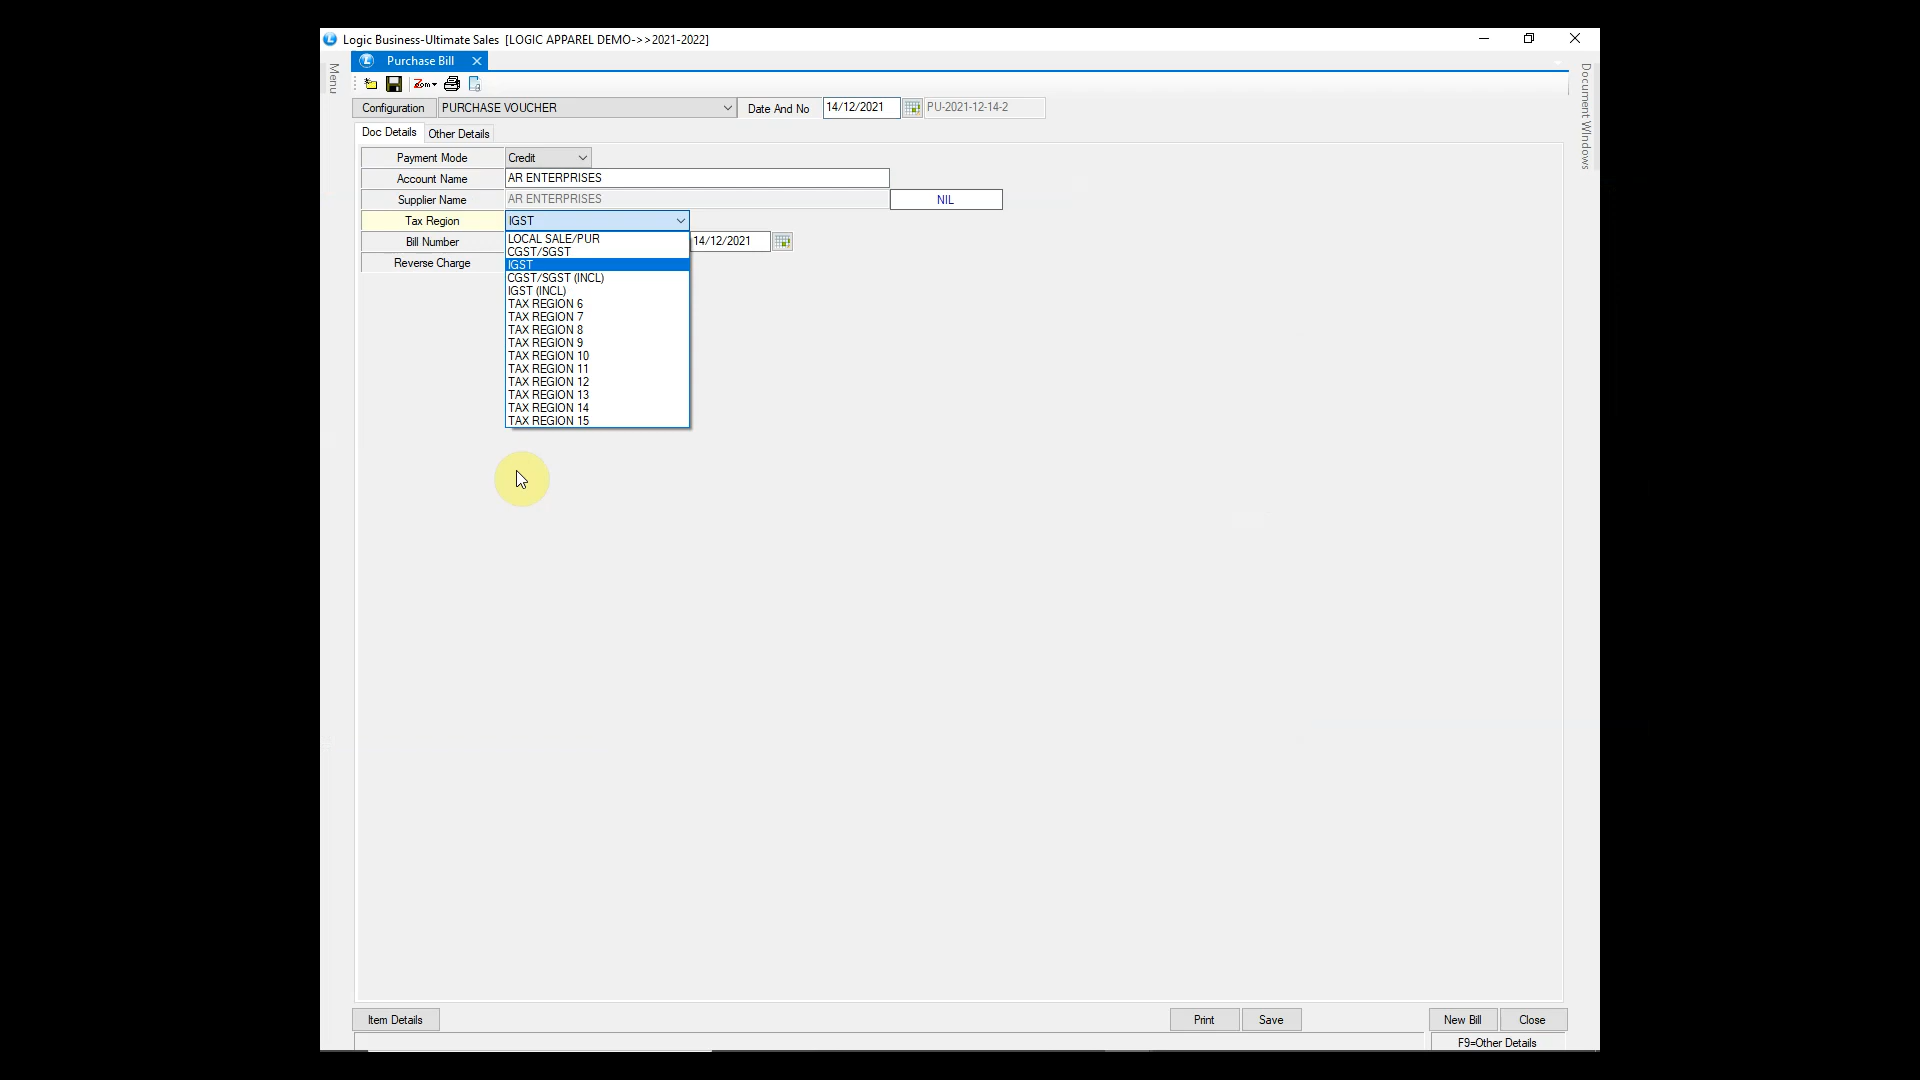 Logic Business-Ultimate Sales [LOGIC APPAREL DEMO->>2021-2022]
Menu
Purchase Bill
Document Windows
Zom
Configuration PURCHASE VOUCHER Date And No 14/12/2021 PU-2021-12-14-2
Doc Details Other Details
Payment Mode Credit
Account Name AR ENTERPRISES
Supplier Name AR ENTERPRISES NIL
Tax Region IGST
Bill Number 14/12/2021
Reverse Charge
LOCAL SALE/PUR
CGST/SGST
IGST
CGST/SGST (INCL)
IGST (INCL)
TAX REGION 6
TAX REGION 7
TAX REGION 8
TAX REGION 9
TAX REGION 10
TAX REGION 11
TAX REGION 12
TAX REGION 13
TAX REGION 14
TAX REGION 15
Item Details Print Save New Bill Close
F9=Other Details